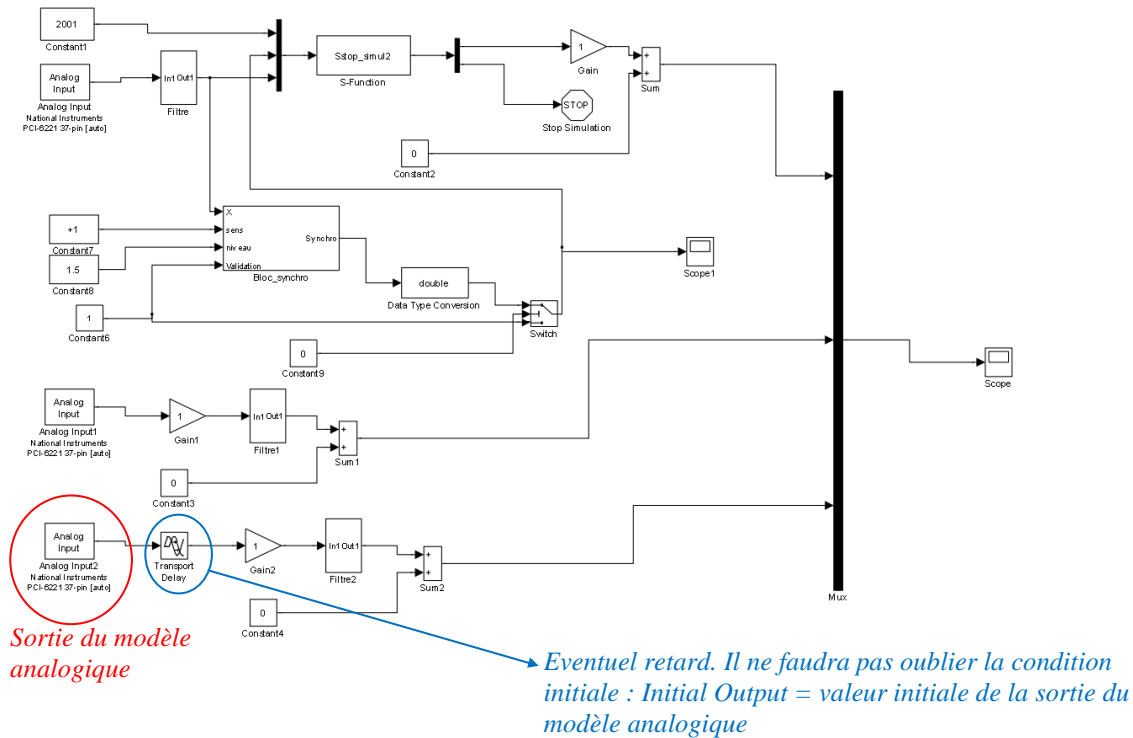 2001
Constant1
Analog
Input
Analog Input
National Instruments
PCI-6221 37-pin [auto]
In1 Out1
Filtre
Sstop_simul2
S-Function
1
Gain
+
+
Sum
STOP
Stop Simulation
0
Constant2
+1
Constant7
1.5
Constant8
1
Constant6
X
sens
niveau
Validation
Synchro
Bloc_synchro
double
Data Type Conversion
Switch
0
Constant9
Scope1
Scope
Analog
Input
Analog Input1
National Instruments
PCI-6221 37-pin [auto]
1
Gain1
In1 Out1
Filtre1
+
+
Sum1
0
Constant3
Analog
Input
Analog Input2
National Instruments
PCI-6221 37-pin [auto]
Transport
Delay
1
Gain2
In1 Out1
Filtre2
+
+
Sum2
0
Constant4
Mux
Sortie du modèle
analogique
Eventuel retard. Il ne faudra pas oublier la condition
initiale : Initial Output = valeur initiale de la sortie du
modèle analogique